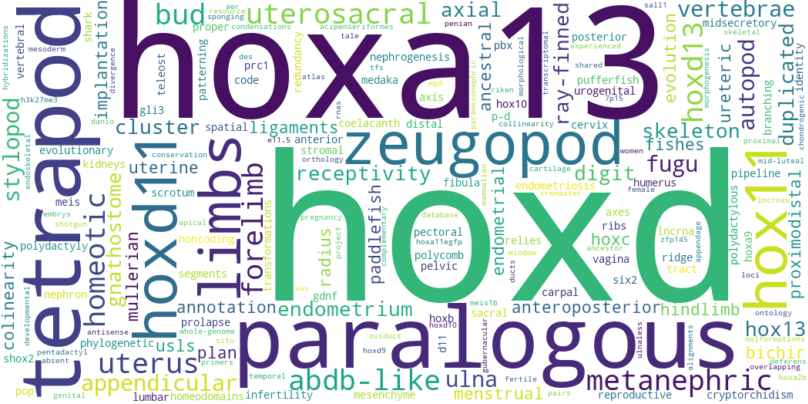 hoxa13
hoxd
tetrapod
paralogous
zeugopod
limbs
hoxd11
hox11
bud
uterosacral
axial
vertebrae
midsecretory
skeletal
implantation
shark
vertebral
mesoderm
divergence
hybridizations
aer
resource
sponging
acipenseriformes
condensations
proper
tale
penian
des
tfs
patterning
prc1
code
teleost
nephrogenesis
atlas
rnas
gli3
medaka
axis
redundancy
pbx
ancestral
hox10
p-d
morphological
transcriptomal
posterior
experienced
shared
ray-finned
evolution
pufferfish
urogenital
riken
7p15
sall1
hoxd13
morphogenesis
ureteric
autopod
branching
chondrogenic
identity
duplicated
h3k27me3
danio
cluster
spatial
ligaments
coelacanth
distal
collinearity
cervix
skeleton
proximal
stylopod
endoskeletal
evolutionary
conservation
e11.5
anterior
orthology
stromal
women
fishes
mid-luteal
kidneys
uterine
receptivity
fibula
cartilage
digit
fugu
pipeline
meis
scrotum
forelimb
endometriosis
humerus
lncrnas
polydactyly
homeotic
gnathostome
mullerian
apical
transformations
pregnancy
database
mammalian
cremaster
female
axes
ribs
lncrna
zfp145
appendage
polydactylous
hoxa9
proximodistal
embrys
shotgun
noncoding
radius
project
complementary
paddlefish
pectoral
hoxa11egfp
endometrial
relies
hoxc
ancestor
colinearity
segments
polycomb
window
vagina
ridge
loci
nephron
gdnf
pelvic
ducts
six2
tract
developmental
annotation
vas
meis1b
carpal
ontology
antisense
prolapse
whole-genome
endometrium
hoxb
hoxd10
sacral
anteroposterior
hindlimb
hox13
phylogenetic
usls
situ
d11
gubernacular
oviduct
ulnaless
alignments
malformations
overlapping
shox2
pentadactyl
absent
uterus
plan
primers
hoxd9
bichir
hoxa2b
deferens
pop
appendicular
temporal
abdb-like
ulna
metanephric
genital
lumbar
homeodomains
infertility
mesenchyme
fertile
menstrual
pairs
reproductive
cryptorchidism